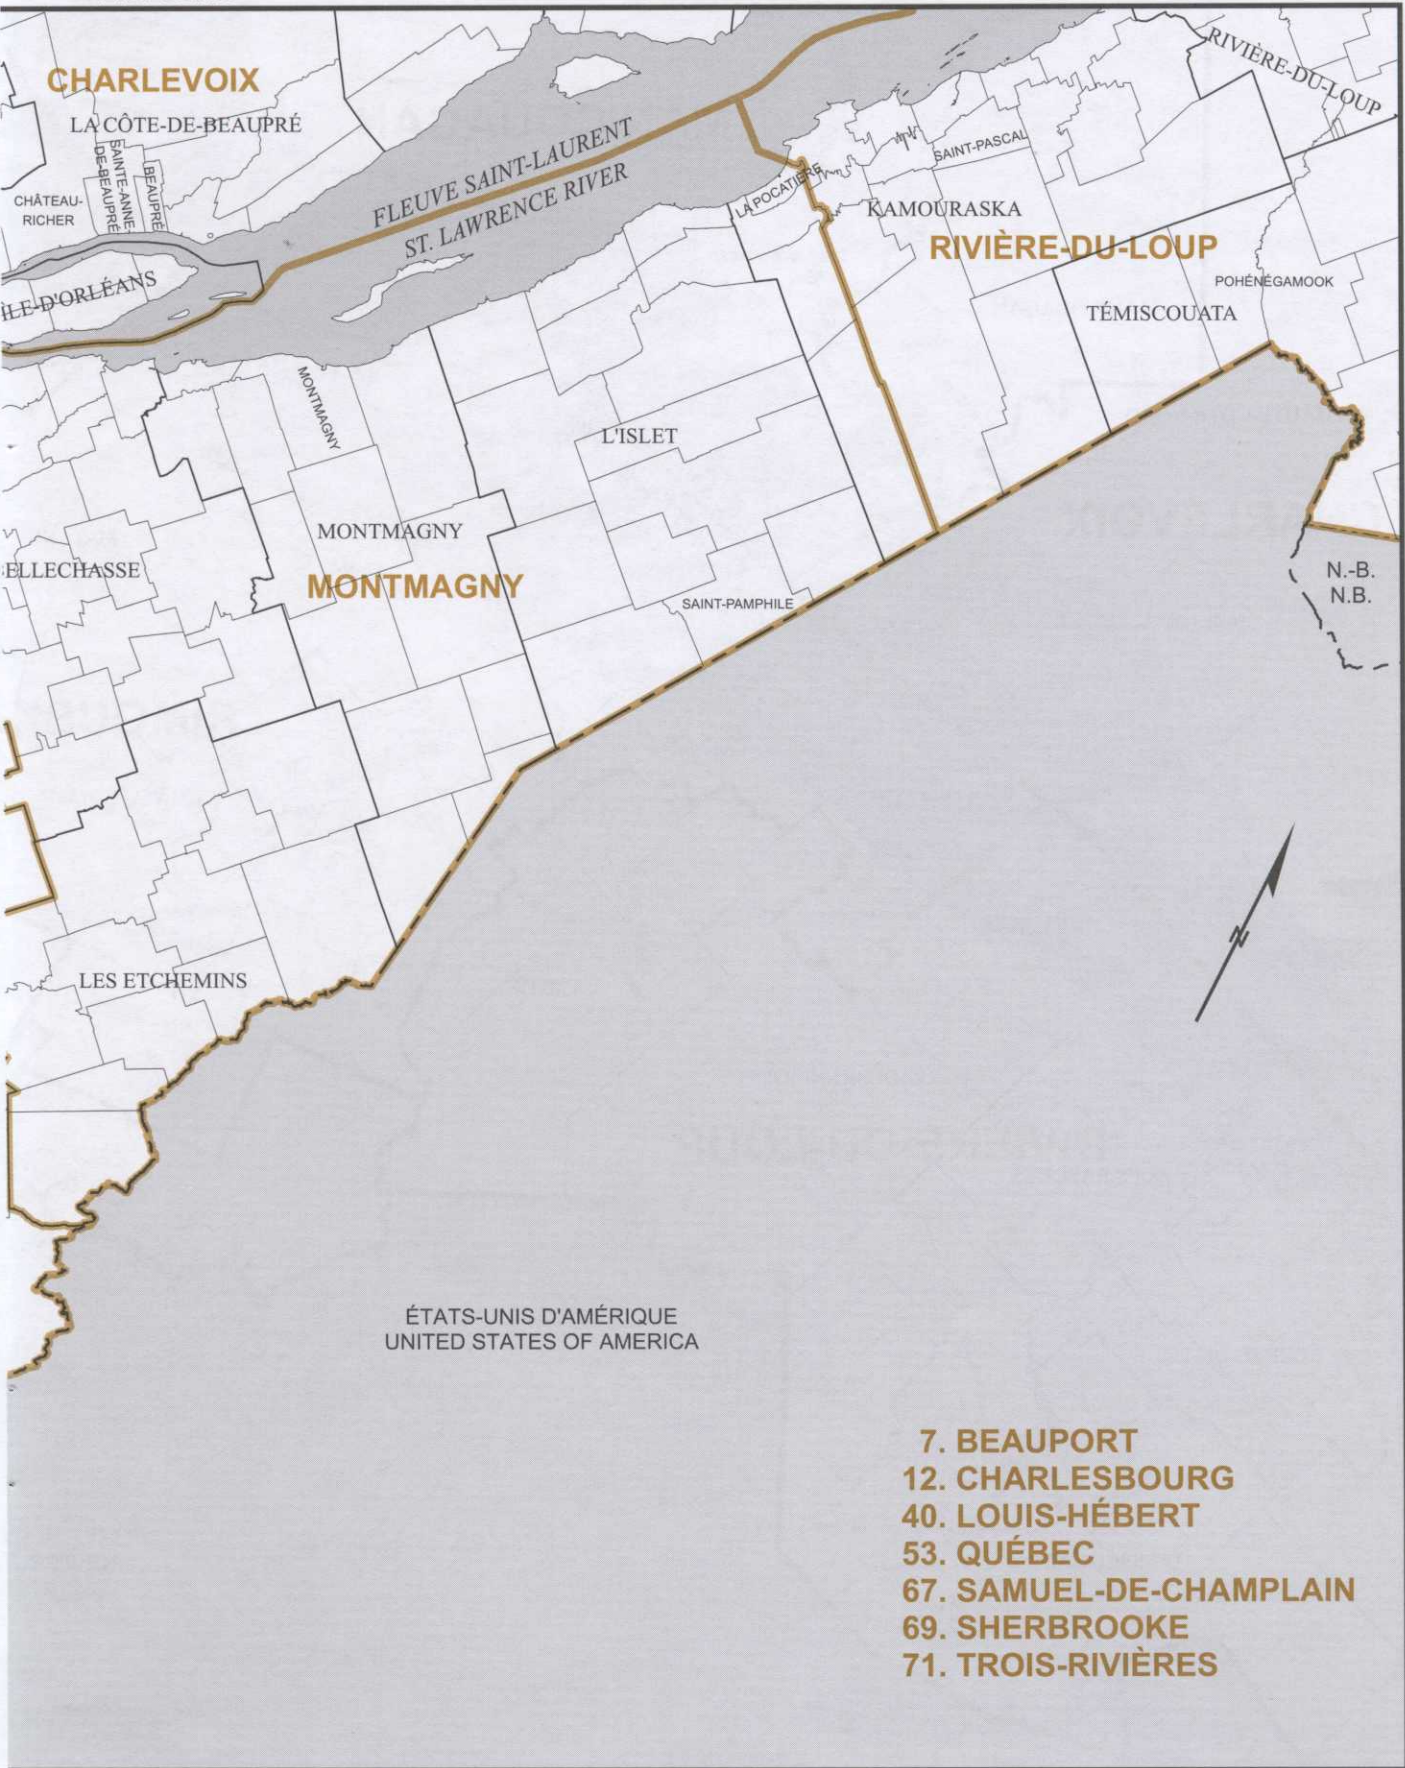 CHARLEVOIX
LA CÔTE-DE-BEAUPRÉ
CHÂTEAU-
RICHER
SAINTE-ANNE-
DE-BEAUPRÉ
BEAUPRÉ
ÎLE-D'ORLÉANS
FLEUVE SAINT-LAURENT
ST. LAWRENCE RIVER
RIVIÈRE-DU-LOUP
SAINT-PASCAL
LA POCATIÈRE
KAMOURASKA
RIVIÈRE-DU-LOUP
POHÉNÉGAMOOK
TÉMISCOUATA
MONTMAGNY
L'ISLET
MONTMAGNY
ELLECHASSE
MONTMAGNY
SAINT-PAMPHILE
N.-B.
N.B.
N
LES ETCHEMINS
ÉTATS-UNIS D'AMÉRIQUE
UNITED STATES OF AMERICA
7. BEAUPORT
12. CHARLESBOURG
40. LOUIS-HÉBERT
53. QUÉBEC
67. SAMUEL-DE-CHAMPLAIN
69. SHERBROOKE
71. TROIS-RIVIÈRES